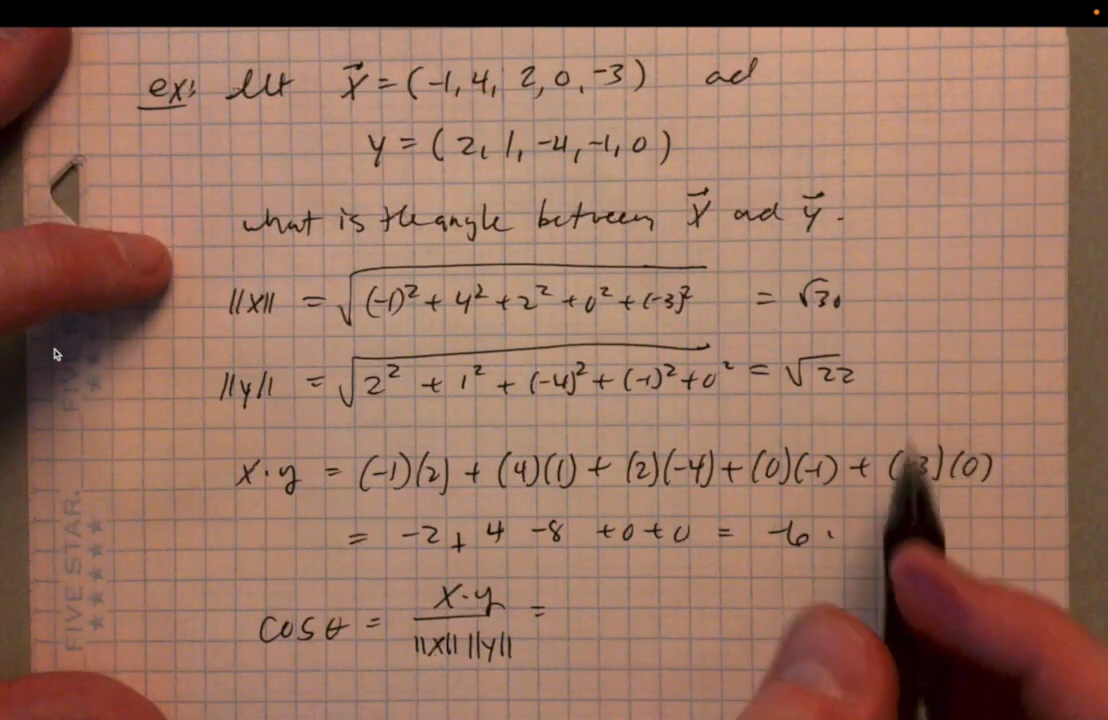 ex: let x⃗ = (-1, 4, 2, 0, -3) ad
y = (2, 1, -4, -1, 0)
what is the angle between x⃗ ad y⃗.
||x|| = √((-1)² + 4² + 2² + 0² + (-3)²) = √30
||y|| = √(2² + 1² + (-4)² + (-1)² + 0²) = √22
x·y = (-1)(2) + (4)(1) + (2)(-4) + (0)(-1) + (-3)(0)
= -2 + 4 -8 +0+0 = -6.
cos θ = x·y / ||x|| ||y|| =
FIVE STAR.